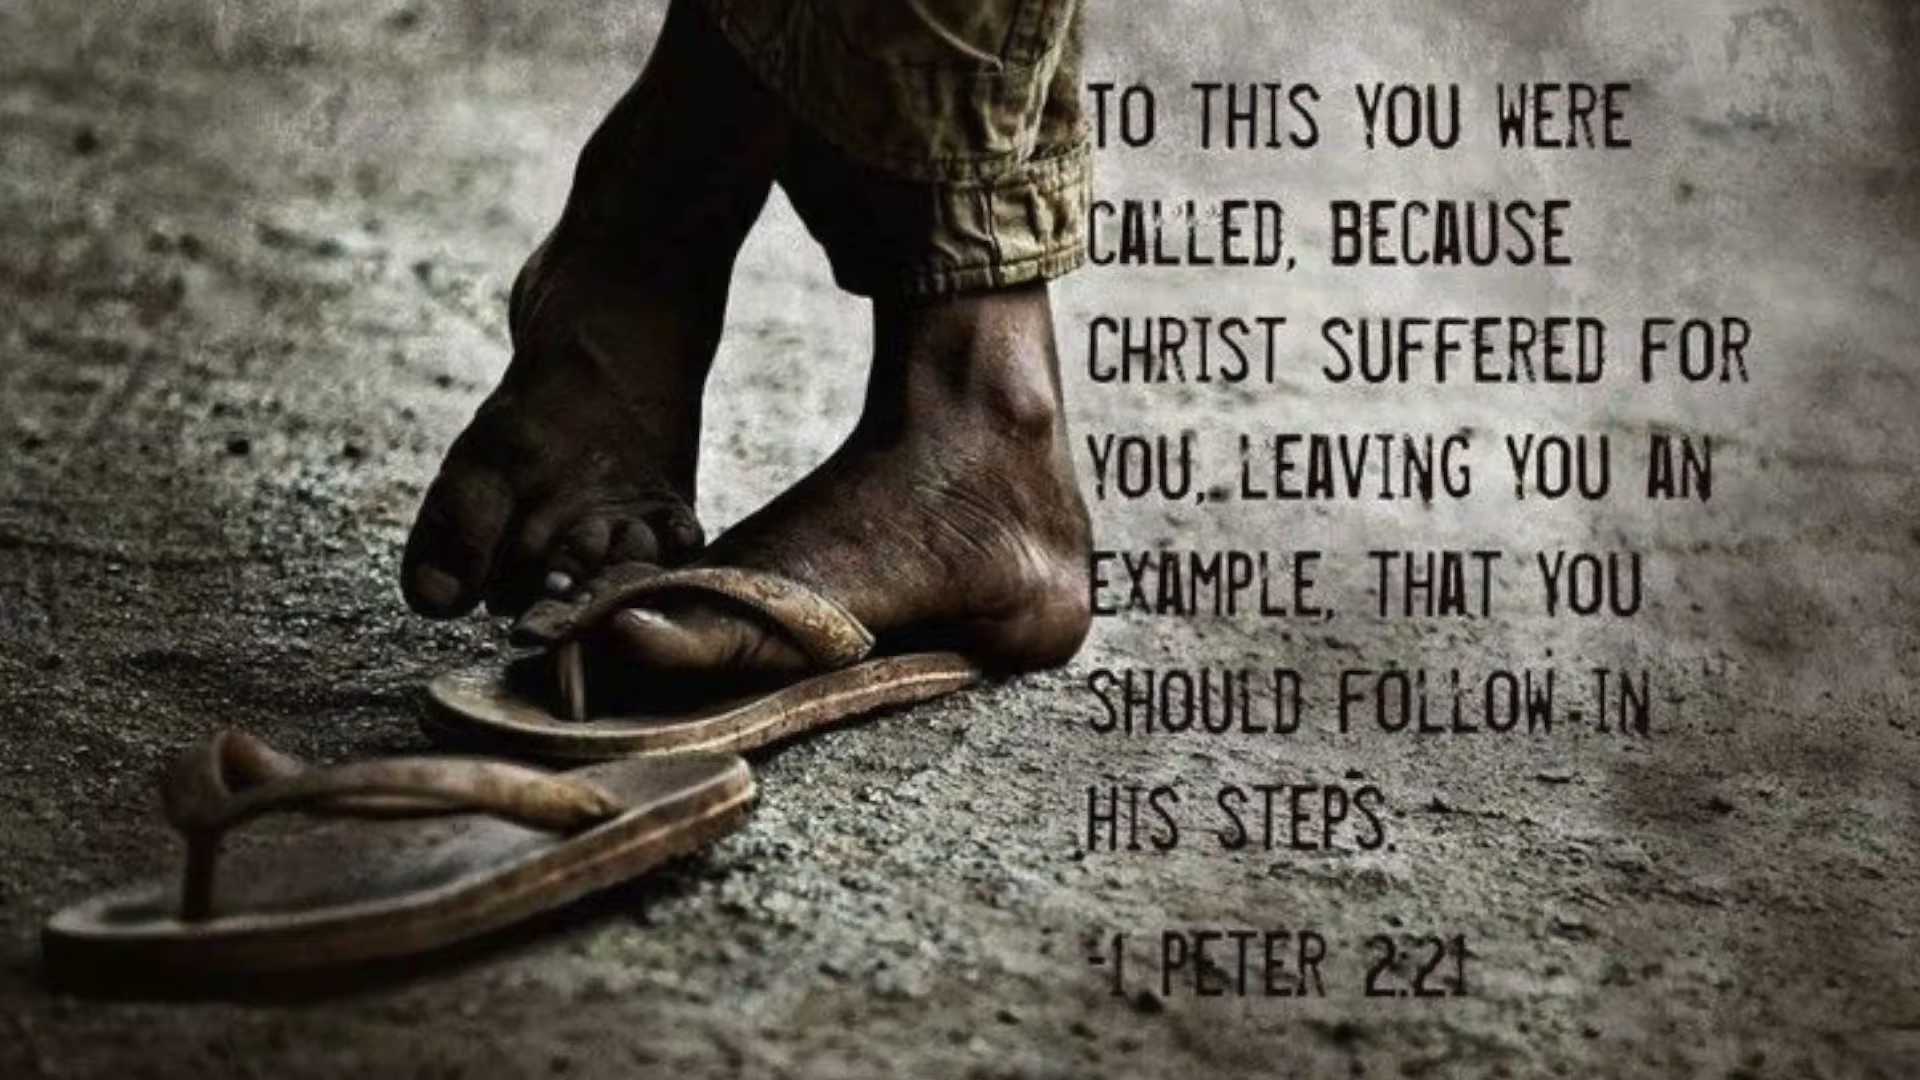 TO THIS YOU WERE
CALLED, BECAUSE
CHRIST SUFFERED FOR
YOU, LEAVING YOU AN
EXAMPLE, THAT YOU
SHOULD FOLLOW IN
HIS STEPS.
-1 PETER 2:21